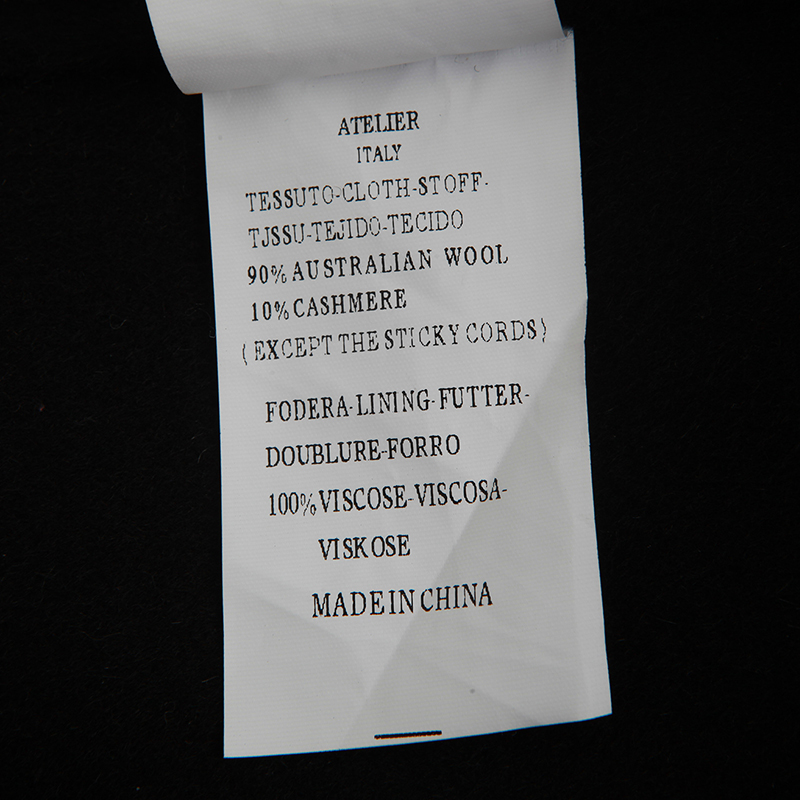 ATELIER
ITALY
TESSUTO-CLOTH-STOFF-
TJSSU-TEJIDO-TECIDO
90% AUSTRALIAN WOOL
10% CASHMERE
(EXCEPT THE STICKY CORDS)
FODERA-LINING-FUTTER-
DOUBLURE-FORRO
100% VISCOSE-VISCOSA-
VISKOSE
MADE IN CHINA